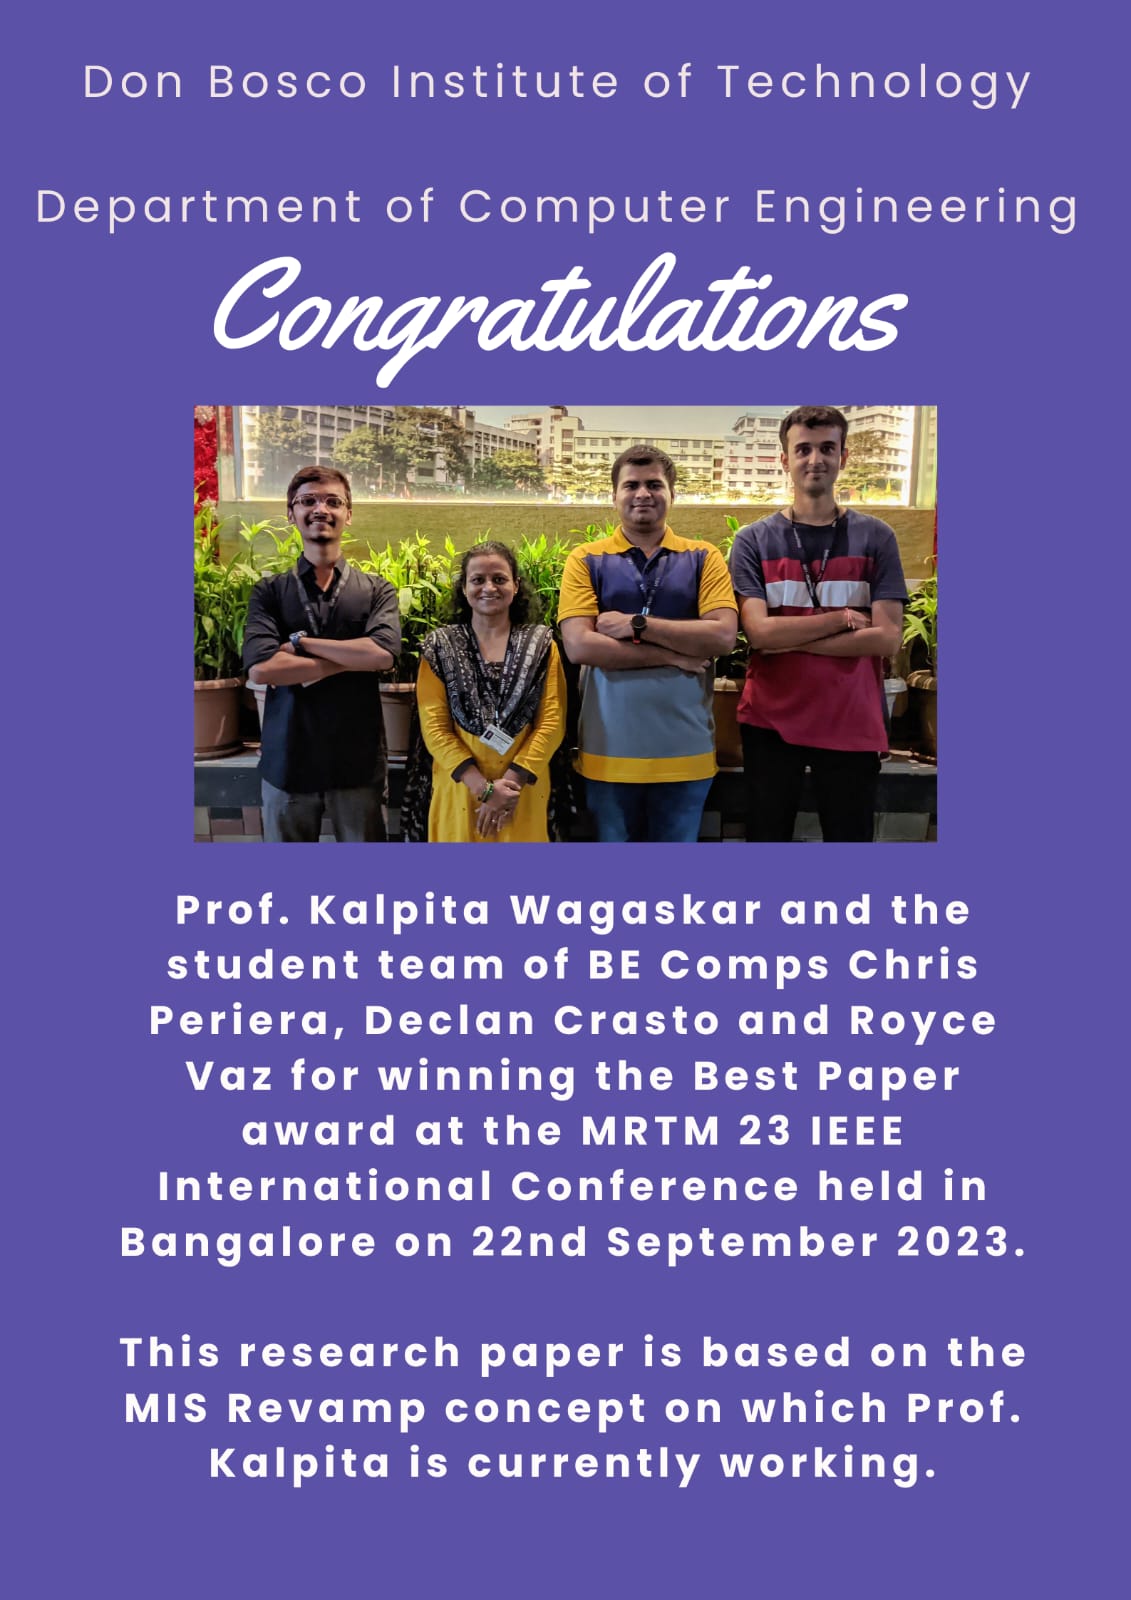 Don Bosco Institute of Technology
Department of Computer Engineering
Congratulations
Prof. Kalpita Wagaskar and the
student team of BE Comps Chris
Periera, Declan Crasto and Royce
Vaz for winning the Best Paper
award at the MRTM 23 IEEE
International Conference held in
Bangalore on 22nd September 2023.
This research paper is based on the
MIS Revamp concept on which Prof.
Kalpita is currently working.